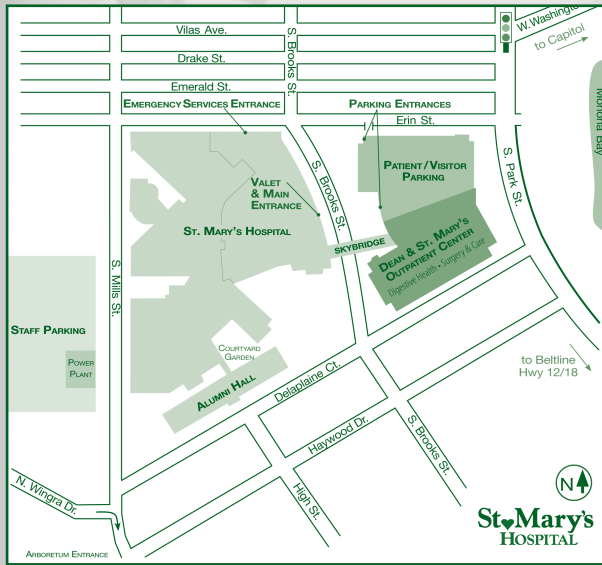 Vilas Ave.
Drake St.
Emerald St.
S. Brooks St.
W. Washing
to Capitol
Monona Bay
EMERGENCY SERVICES ENTRANCE
PARKING ENTRANCES
Erin St.
PATIENT/VISITOR
PARKING
S. Park St.
S. Brooks St.
VALET
& MAIN
ENTRANCE
ST. MARY'S HOSPITAL
SKYBRIDGE
DEAN & ST. MARY'S
OUTPATIENT CENTER
Digestive Health • Surgery & Care
S. Mills St.
STAFF PARKING
POWER
PLANT
COURTYARD
GARDEN
ALUMNI HALL
Delaplaine Ct.
to Beltline
Hwy 12/18
Haywood Dr.
S. Brooks St.
High St.
N. Wingra Dr.
ARBORETUM ENTRANCE
N
St♥Mary's
HOSPITAL